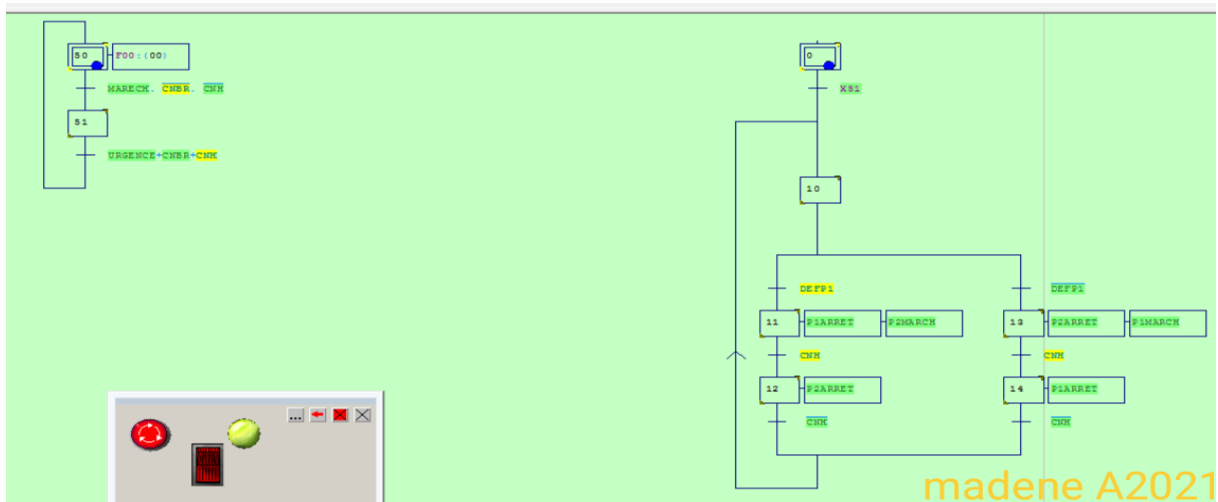 50 F00:(00)
MARECH. CNBR. CNH
51
URGENCE+CNBR+CNH
0
X51
10
DEFP1 DEFP1
11 P1ARRET P2MARCH 13 P2ARRET P1MARCH
CNH CNH
12 P2ARRET 14 P1ARRET
CNH CNH
...
madene A2021